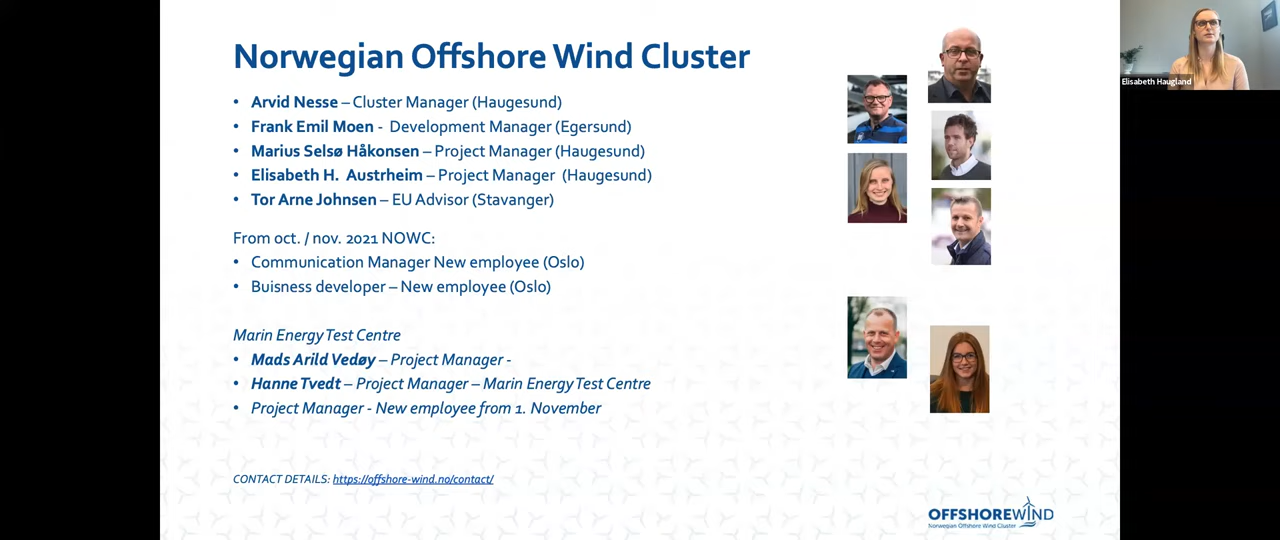 Norwegian Offshore Wind Cluster
• Arvid Nesse – Cluster Manager (Haugesund)
• Frank Emil Moen - Development Manager (Egersund)
• Marius Selsø Håkonsen – Project Manager (Haugesund)
• Elisabeth H. Austrheim – Project Manager (Haugesund)
• Tor Arne Johnsen – EU Advisor (Stavanger)
From oct. / nov. 2021 NOWC:
• Communication Manager New employee (Oslo)
• Buisness developer – New employee (Oslo)
Marin Energy Test Centre
• Mads Arild Vedøy – Project Manager -
• Hanne Tvedt – Project Manager – Marin Energy Test Centre
• Project Manager - New employee from 1. November
CONTACT DETAILS: https://offshore-wind.no/contact/
OFFSHOREWIND
Norwegian Offshore Wind Cluster
Elisabeth Haugland